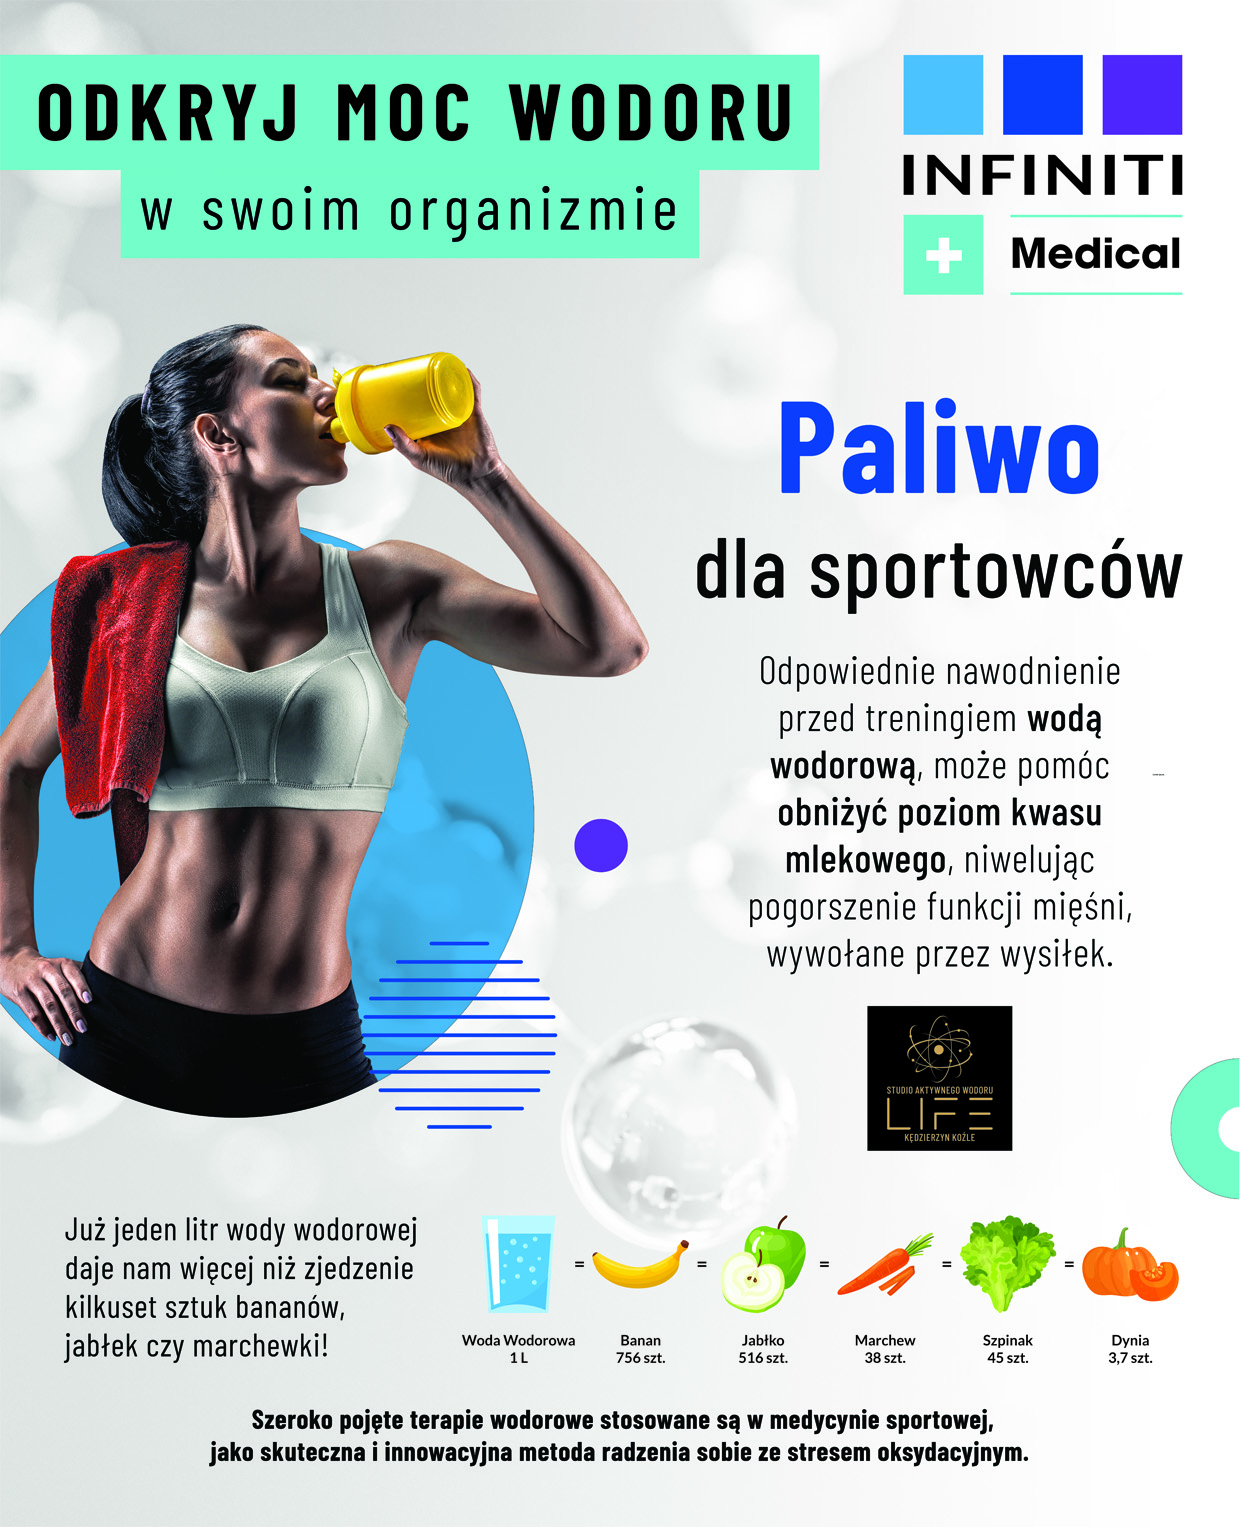 ODKRYJ MOC WODORU
w swoim organizmie
INFINITI
Medical
Paliwo
dla sportowców
Odpowiednie nawodnienie
przed treningiem wodą
wodorową, może pomóc
obniżyć poziom kwasu
mlekowego, niwelując
pogorszenie funkcji mięśni,
wywołane przez wysiłek.
STUDIO AKTYWNEGO WODORU
LIFE
KĘDZIERZYN KOŹLE
Już jeden litr wody wodorowej
daje nam więcej niż zjedzenie
kilkuset sztuk bananów,
jabłek czy marchewki!
= = = = =
Woda Wodorowa Banan Jabłko Marchew Szpinak Dynia
1 L 756 szt. 516 szt. 38 szt. 45 szt. 3,7 szt.
Szeroko pojęte terapie wodorowe stosowane są w medycynie sportowej,
jako skuteczna i innowacyjna metoda radzenia sobie ze stresem oksydacyjnym.